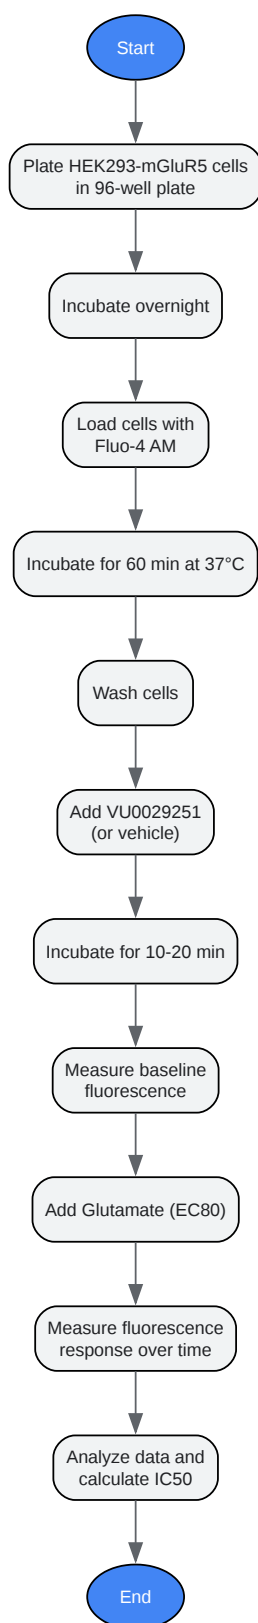 Start
Plate HEK293-mGluR5 cells
in 96-well plate
Incubate overnight
Load cells with
Fluo-4 AM
Incubate for 60 min at 37°C
Wash cells
Add VU0029251
(or vehicle)
Incubate for 10-20 min
Measure baseline
fluorescence
Add Glutamate (EC80)
Measure fluorescence
response over time
Analyze data and
calculate IC50
End